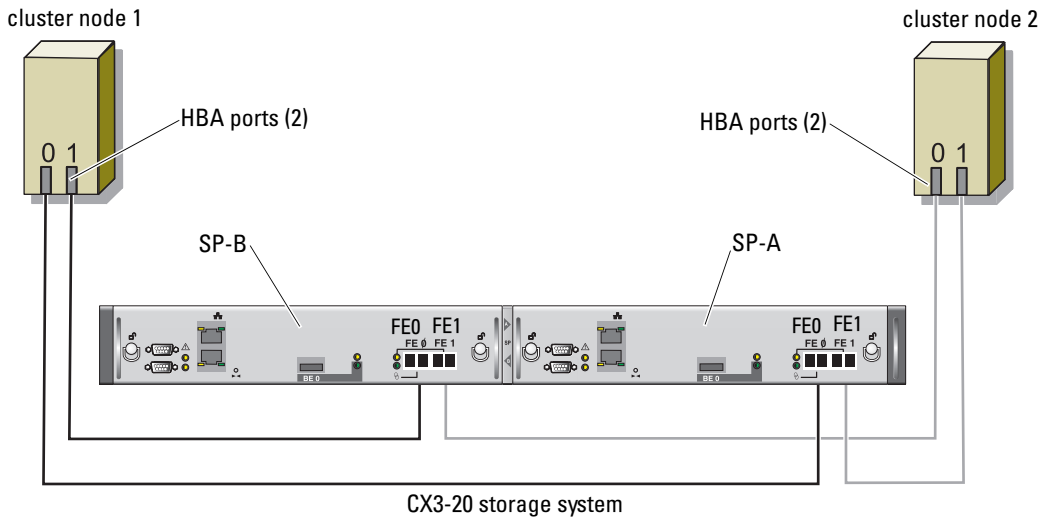 cluster node 1
cluster node 2
HBA ports (2)
HBA ports (2)
0 1
0 1
SP-B
SP-A
FE0 FE1
FE 0 FE 1
SP
FE0 FE1
FE 0 FE 1
BE 0
BE 0
CX3-20 storage system